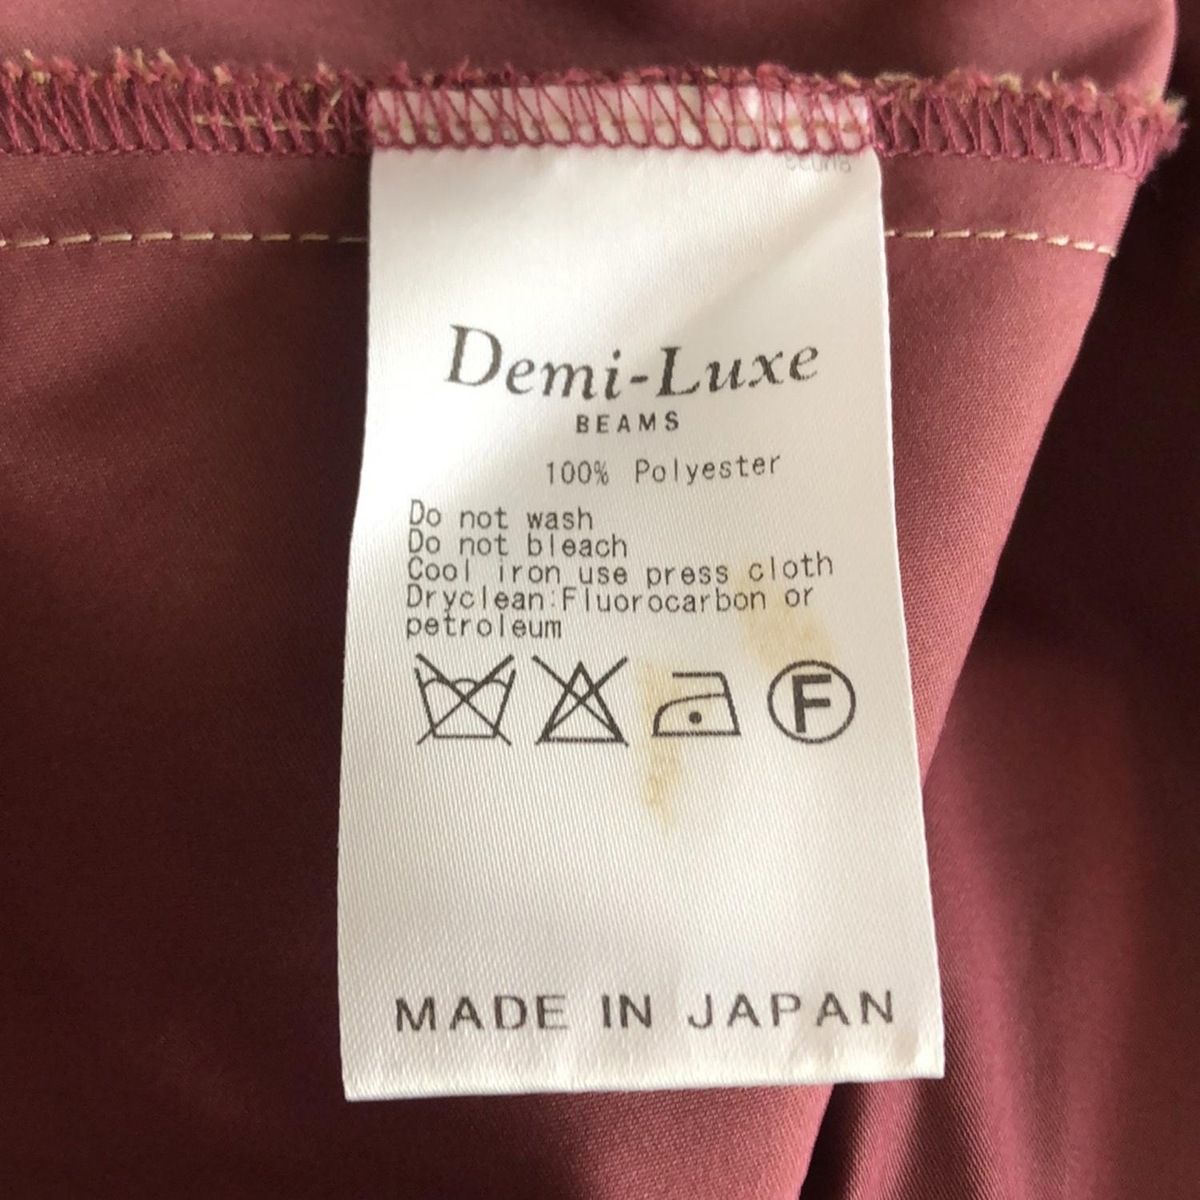 Demi-Luxe
BEAMS
100% Polyester
Do not wash
Do not bleach
Cool iron use press cloth
Dryclean:Fluorocarbon or
petroleum
F
MADE IN JAPAN